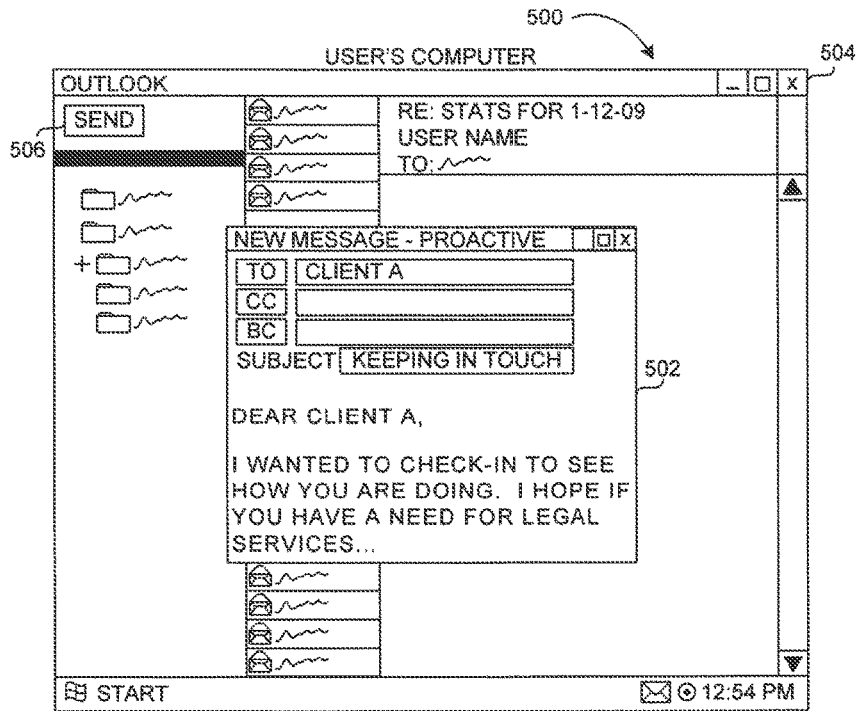 500
USER'S COMPUTER
504
OUTLOOK
_ X
SEND
506
RE: STATS FOR 1-12-09
USER NAME
TO:
NEW MESSAGE - PROACTIVE X
TO CLIENT A
CC
BC
SUBJECT KEEPING IN TOUCH
502
DEAR CLIENT A,
I WANTED TO CHECK-IN TO SEE
HOW YOU ARE DOING. I HOPE IF
YOU HAVE A NEED FOR LEGAL
SERVICES...
START
12:54 PM